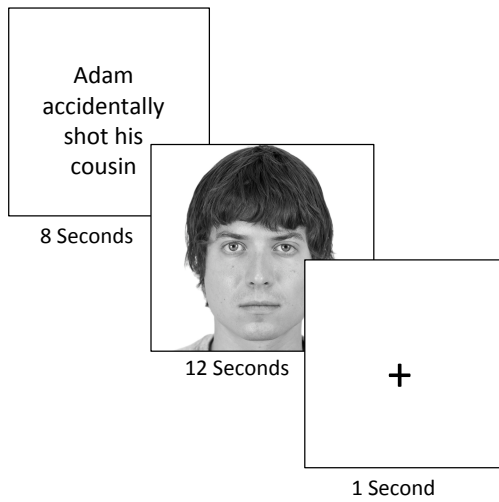 Adam
accidentally
shot his
cousin
8 Seconds
12 Seconds
+
1 Second